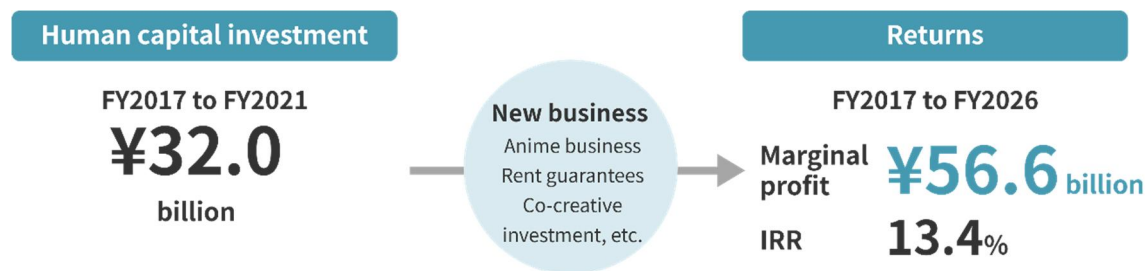 Human capital investment
FY2017 to FY2021
¥32.0
billion
New business
Anime business
Rent guarantees
Co-creative
investment, etc.
Returns
FY2017 to FY2026
Marginal
profit
¥56.6 billion
IRR
13.4%